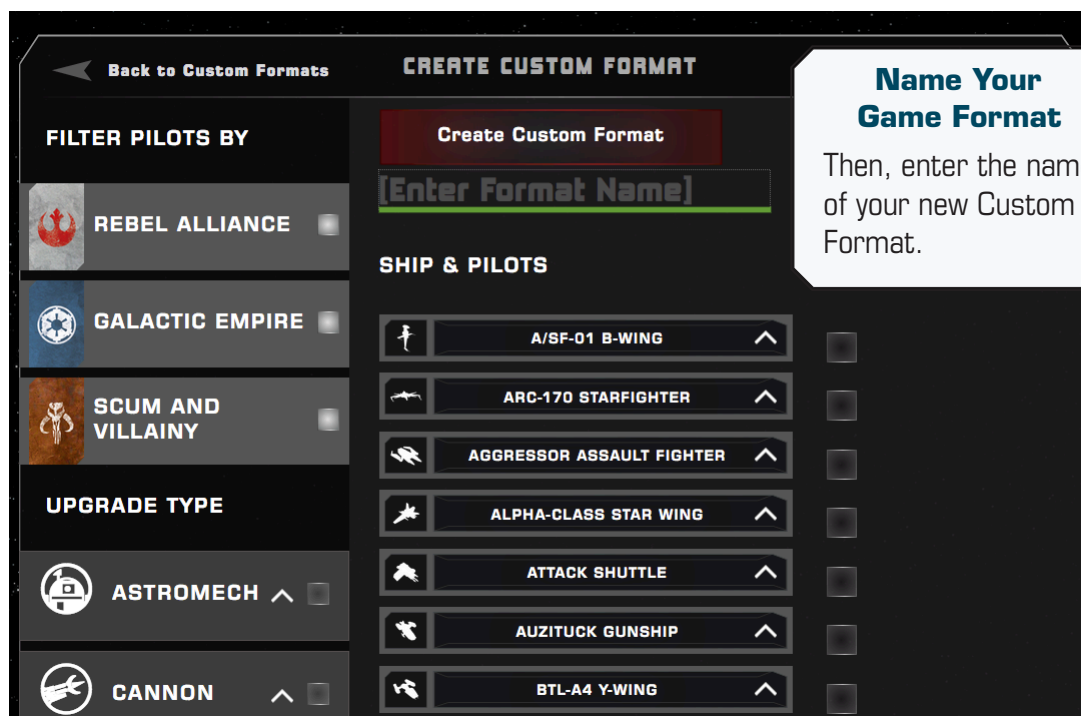 Back to Custom Formats
CREATE CUSTOM FORMAT
FILTER PILOTS BY
REBEL ALLIANCE
GALACTIC EMPIRE
SCUM AND
VILLAINY
UPGRADE TYPE
ASTROMECH
CANNON
Create Custom Format
[Enter Format Name]
SHIP & PILOTS
A/SF-01 B-WING
ARC-170 STARFIGHTER
AGGRESSOR ASSAULT FIGHTER
ALPHA-CLASS STAR WING
ATTACK SHUTTLE
AUZITUCK GUNSHIP
BTL-A4 Y-WING
Name Your
Game Format
Then, enter the nam
of your new Custom
Format.